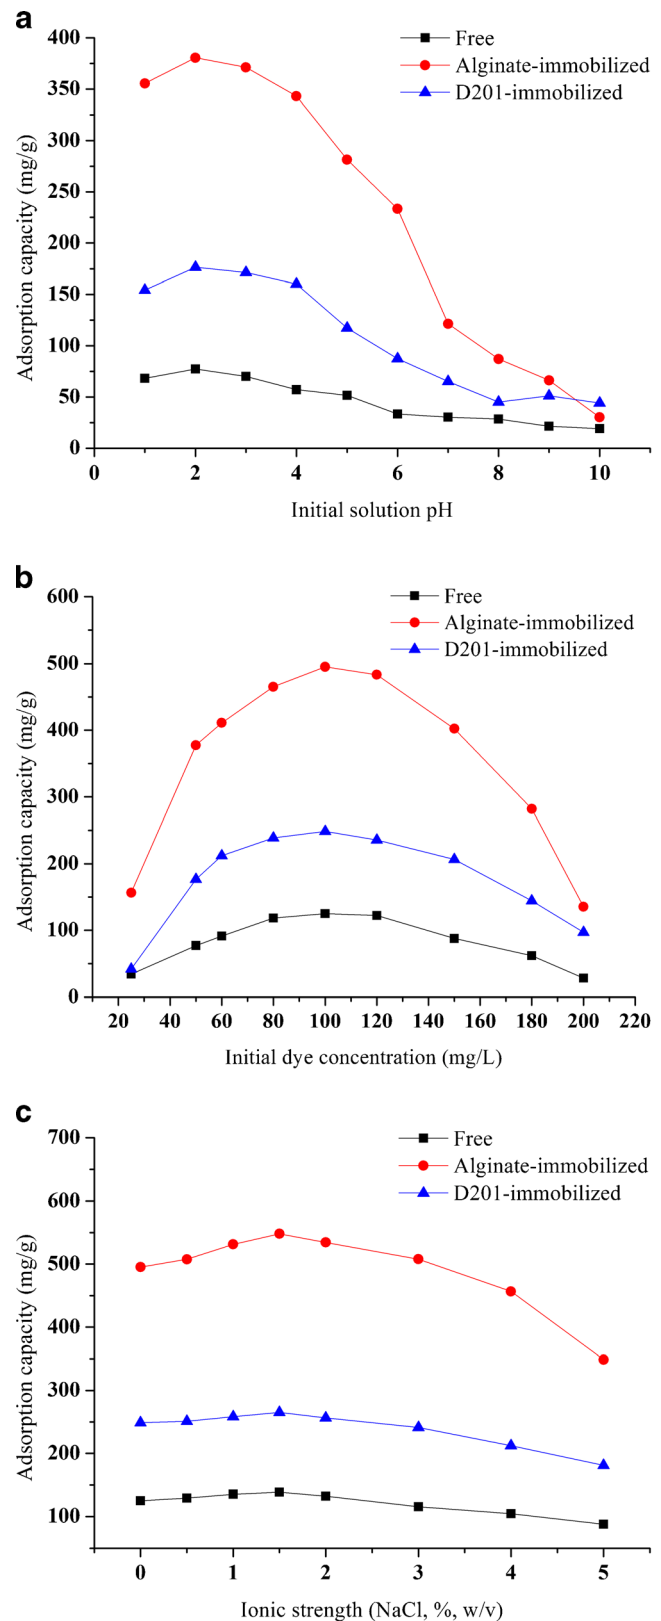 a
400
350
300
250
200
150
100
50
0
Adsorption capacity (mg/g)
Free
Alginate-immobilized
D201-immobilized
0 2 4 6 8 10
Initial solution pH
b
600
500
400
300
200
100
0
Adsorption capacity (mg/g)
Free
Alginate-immobilized
D201-immobilized
20 40 60 80 100 120 140 160 180 200 220
Initial dye concentration (mg/L)
c
700
600
500
400
300
200
100
Adsorption capacity (mg/g)
Free
Alginate-immobilized
D201-immobilized
0 1 2 3 4 5
Ionic strength (NaCl, %, w/v)